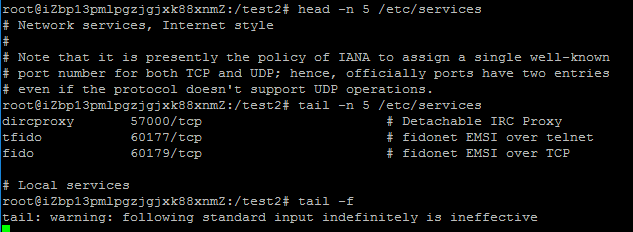 root@iZbp13pmlpgzjgjxk88xnmZ:/test2# head -n 5 /etc/services
# Network services, Internet style
#
# Note that it is presently the policy of IANA to assign a single well-known
# port number for both TCP and UDP; hence, officially ports have two entries
# even if the protocol doesn't support UDP operations.
root@iZbp13pmlpgzjgjxk88xnmZ:/test2# tail -n 5 /etc/services
dircproxy       57000/tcp                       # Detachable IRC Proxy
tfido           60177/tcp                       # fidonet EMSI over telnet
fido            60179/tcp                       # fidonet EMSI over TCP

# Local services
root@iZbp13pmlpgzjgjxk88xnmZ:/test2# tail -f
tail: warning: following standard input indefinitely is ineffective